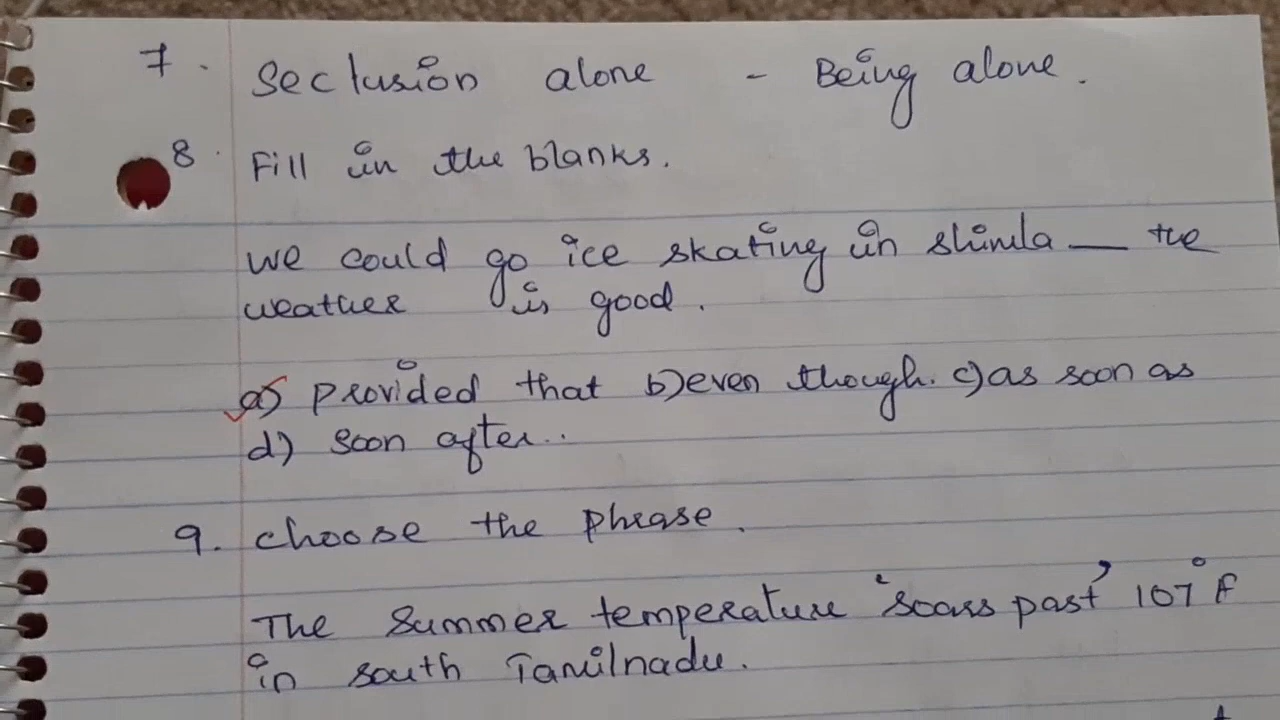 7. Seclusion alone - Being alone.
8. Fill in the blanks.
we could go ice skating in shimla — the
weather is good.
a) provided that b) even though. c) as soon as
d) soon after..
9. choose the phrase.
The summer temperature 'soars past' 107°F
in south Tamilnadu.